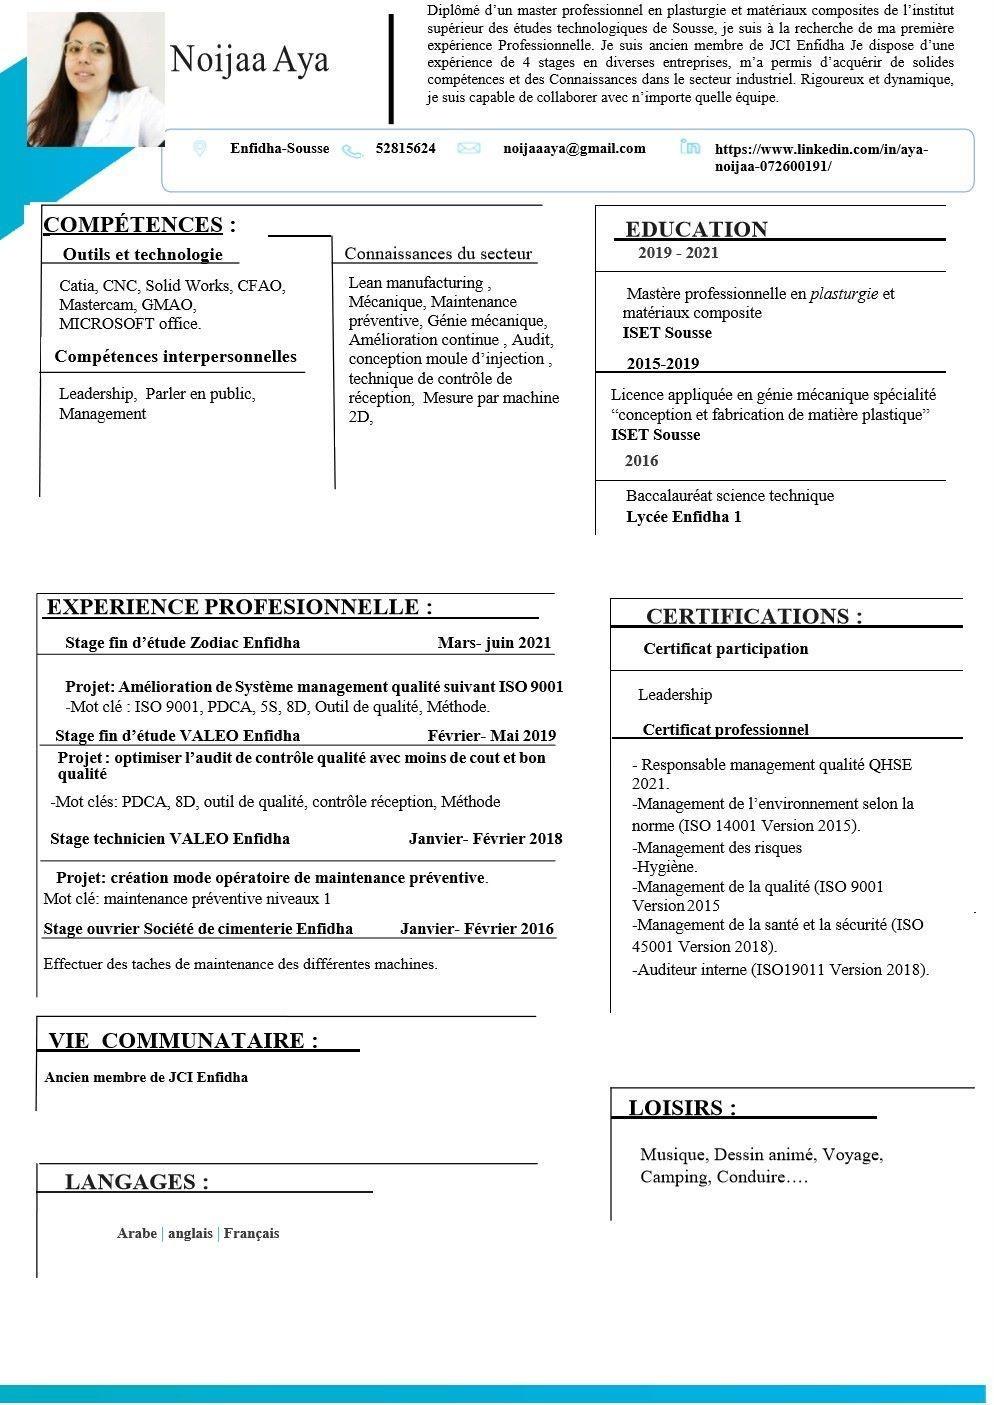 Noijaa Aya
Diplômé d’un master professionnel en plasturgie et matériaux composites de l’institut
supérieur des études technologiques de Sousse, je suis à la recherche de ma première
expérience Professionnelle. Je suis ancien membre de JCI Enfidha Je dispose d’une
expérience de 4 stages en diverses entreprises, m’a permis d’acquérir de solides
compétences et des Connaissances dans le secteur industriel. Rigoureux et dynamique,
je suis capable de collaborer avec n’importe quelle équipe.
Enfidha-Sousse 52815624 noijaaaya@gmail.com in https://www.linkedin.com/in/aya-
noijaa-072600191/
COMPÉTENCES :
Outils et technologie
Catia, CNC, Solid Works, CFAO,
Mastercam, GMAO,
MICROSOFT office.
Compétences interpersonnelles
Leadership, Parler en public,
Management
Connaissances du secteur
Lean manufacturing ,
Mécanique, Maintenance
préventive, Génie mécanique,
Amélioration continue , Audit,
conception moule d’injection ,
technique de contrôle de
réception, Mesure par machine
2D,
EDUCATION
2019 - 2021
Mastère professionnelle en plasturgie et
matériaux composite
ISET Sousse
2015-2019
Licence appliquée en génie mécanique spécialité
“conception et fabrication de matière plastique”
ISET Sousse
2016
Baccalauréat science technique
Lycée Enfidha 1
EXPERIENCE PROFESIONNELLE :
Stage fin d’étude Zodiac Enfidha Mars- juin 2021
Projet: Amélioration de Système management qualité suivant ISO 9001
-Mot clé : ISO 9001, PDCA, 5S, 8D, Outil de qualité, Méthode.
Stage fin d’étude VALEO Enfidha Février- Mai 2019
Projet : optimiser l’audit de contrôle qualité avec moins de cout et bon
qualité
-Mot clés: PDCA, 8D, outil de qualité, contrôle réception, Méthode
Stage technicien VALEO Enfidha Janvier- Février 2018
Projet: création mode opératoire de maintenance préventive.
Mot clé: maintenance préventive niveaux 1
Stage ouvrier Société de cimenterie Enfidha Janvier- Février 2016
Effectuer des taches de maintenance des différentes machines.
CERTIFICATIONS :
Certificat participation
Leadership
Certificat professionnel
- Responsable management qualité QHSE
2021.
-Management de l’environnement selon la
norme (ISO 14001 Version 2015).
-Management des risques
-Hygiène.
-Management de la qualité (ISO 9001
Version 2015
-Management de la santé et la sécurité (ISO
45001 Version 2018).
-Auditeur interne (ISO19011 Version 2018).
.
VIE COMMUNATAIRE :
Ancien membre de JCI Enfidha
LOISIRS :
Musique, Dessin animé, Voyage,
Camping, Conduire….
LANGAGES :
Arabe | anglais | Français